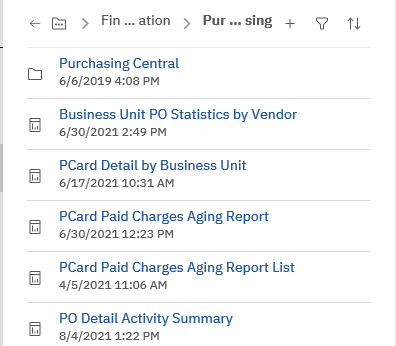 Fin ... ation
Pur ... sing
Purchasing Central
6/6/2019 4:08 PM
Business Unit PO Statistics by Vendor
6/30/2021 2:49 PM
PCard Detail by Business Unit
6/17/2021 10:31 AM
PCard Paid Charges Aging Report
6/30/2021 12:23 PM
PCard Paid Charges Aging Report List
4/5/2021 11:06 AM
PO Detail Activity Summary
8/4/2021 1:22 PM